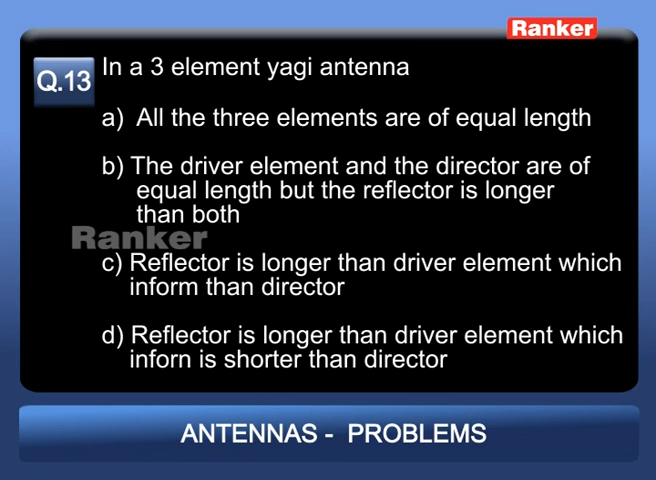 Ranker
Q.13
In a 3 element yagi antenna
a) All the three elements are of equal length
b) The driver element and the director are of
equal length but the reflector is longer
than both
Ranker
c) Reflector is longer than driver element which
inform than director
d) Reflector is longer than driver element which
inforn is shorter than director
ANTENNAS - PROBLEMS